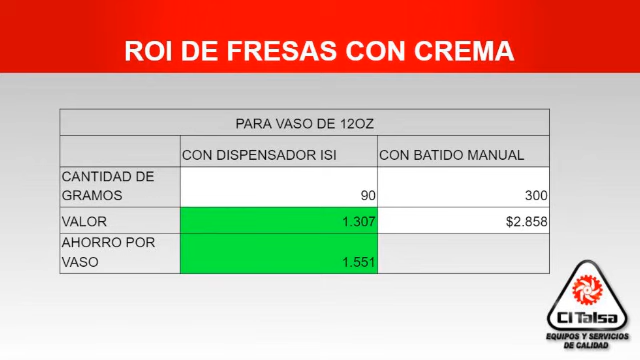 ROI DE FRESAS CON CREMA
PARA VASO DE 12OZ
CON DISPENSADOR ISI CON BATIDO MANUAL
CANTIDAD DE GRAMOS 90 300
VALOR 1.307 $2.858
AHORRO POR VASO 1.551
CI Talsa
EQUIPOS Y SERVICIOS
DE CALIDAD